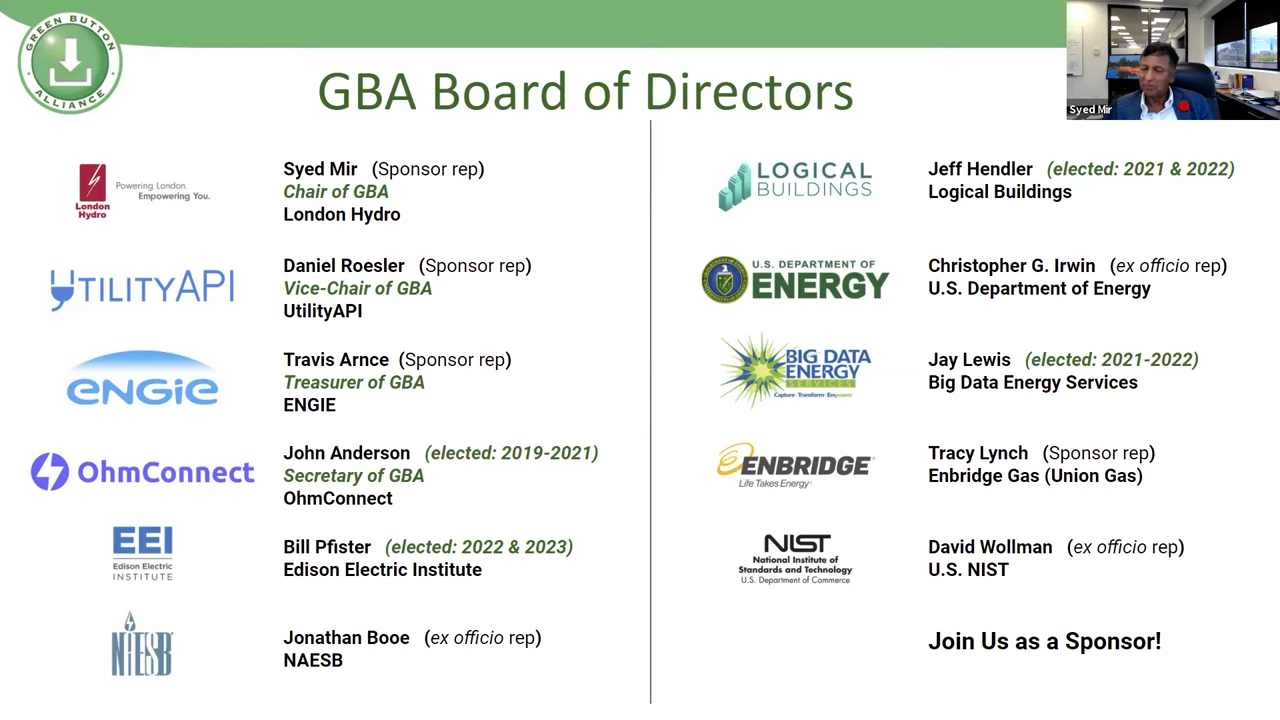 GREEN BUTTON
ALLIANCE
GBA Board of Directors
Syed Mir
London
Hydro
Powering London.
Empowering You.
Syed Mir (Sponsor rep)
Chair of GBA
London Hydro
UTILITYAPI
Daniel Roesler (Sponsor rep)
Vice-Chair of GBA
UtilityAPI
ENGIE
Travis Arnce (Sponsor rep)
Treasurer of GBA
ENGIE
OhmConnect
John Anderson (elected: 2019-2021)
Secretary of GBA
OhmConnect
EEI
Edison Electric
INSTITUTE
Bill Pfister (elected: 2022 & 2023)
Edison Electric Institute
NAESB
Jonathan Booe (ex officio rep)
NAESB
LOGICAL
BUILDINGS
Jeff Hendler (elected: 2021 & 2022)
Logical Buildings
U.S. DEPARTMENT OF
ENERGY
Christopher G. Irwin (ex officio rep)
U.S. Department of Energy
BIG DATA
ENERGY
SERVICES
Capture·Transform·Empower
Jay Lewis (elected: 2021-2022)
Big Data Energy Services
ENBRIDGE
Life Takes Energy
Tracy Lynch (Sponsor rep)
Enbridge Gas (Union Gas)
NIST
National Institute of
Standards and Technology
U.S. Department of Commerce
David Wollman (ex officio rep)
U.S. NIST
Join Us as a Sponsor!